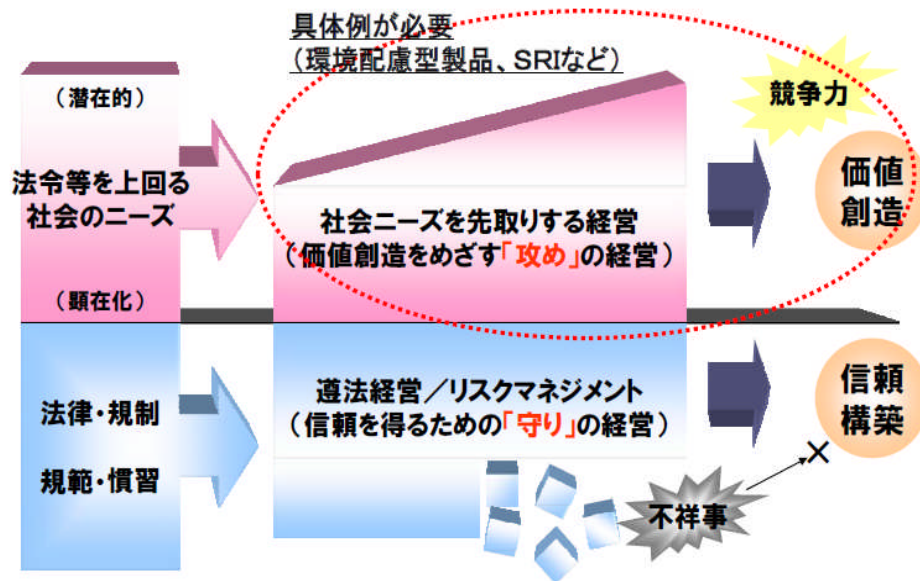 具体例が必要
（環境配慮型製品、SRIなど）
競争力
（潜在的）
法令等を上回る
社会のニーズ
（顕在化）
社会ニーズを先取りする経営
（価値創造をめざす「攻め」の経営）
価値
創造
法律・規制
規範・慣習
遵法経営／リスクマネジメント
（信頼を得るための「守り」の経営）
信頼
構築
不祥事
×